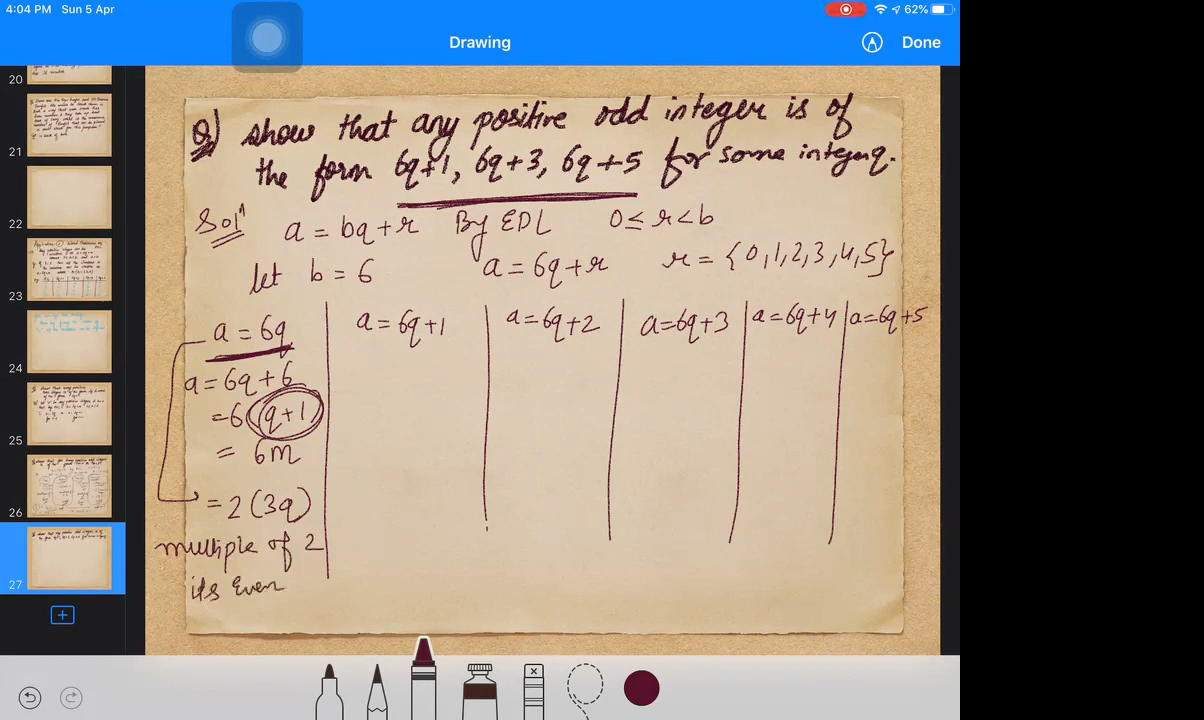 4:04 PM Sun 5 Apr
62%
Drawing
Done
20
21
22
23
24
25
26
27
Q) show that any positive odd integer is of
the form 6q+1, 6q+3, 6q+5 for some integer q.
Solⁿ
a = bq + r By EDL 0 ≤ r < b
let b = 6 a = 6q + r r = {0,1,2,3,4,5}
a = 6q
a = 6q+1
a = 6q+2
a=6q+3
a=6q+4
a=6q+5
a = 6q + 6
= 6 (q+1)
= 6m
= 2 (3q)
multiple of 2
its Even